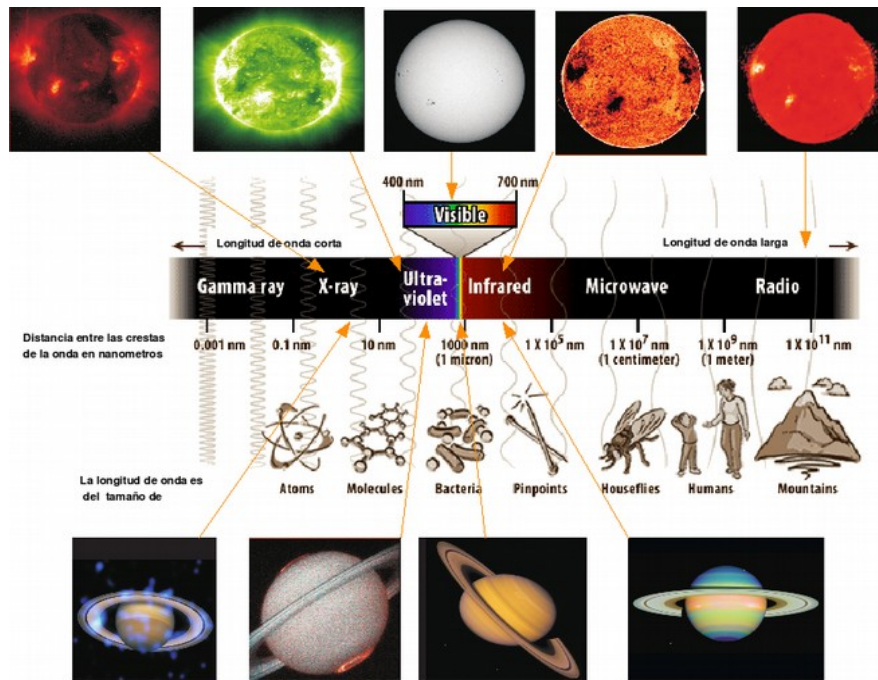 400 nm
700 nm
Visible
Longitud de onda corta
Longitud de onda larga
Gamma ray
X-ray
Ultra-
violet
Infrared
Microwave
Radio
Distancia entre las crestas
de la onda en nanometros
0.001 nm
0.1 nm
10 nm
1000 nm
(1 micron)
1 X 10⁵ nm
1 X 10⁷ nm
(1 centimeter)
1 X 10⁹ nm
(1 meter)
1 X 10¹¹ nm
La longitud de onda es
del tamaño de
Atoms
Molecules
Bacteria
Pinpoints
Houseflies
Humans
Mountains